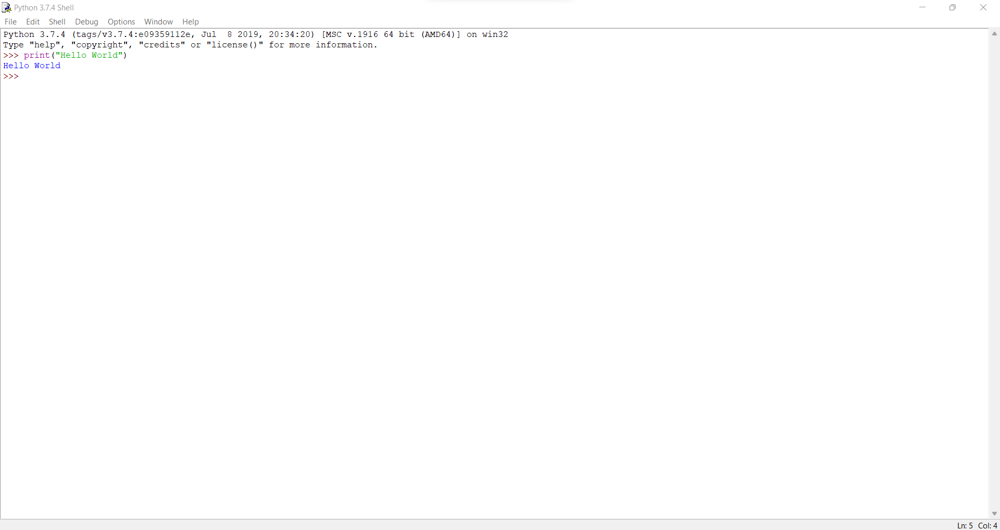 Python 3.7.4 Shell
File Edit Shell Debug Options Window Help
Python 3.7.4 (tags/v3.7.4:e09359112e, Jul  8 2019, 20:34:20) [MSC v.1916 64 bit (AMD64)] on win32
Type "help", "copyright", "credits" or "license()" for more information.
>>> print("Hello World")
Hello World
>>>
Ln: 5 Col: 4